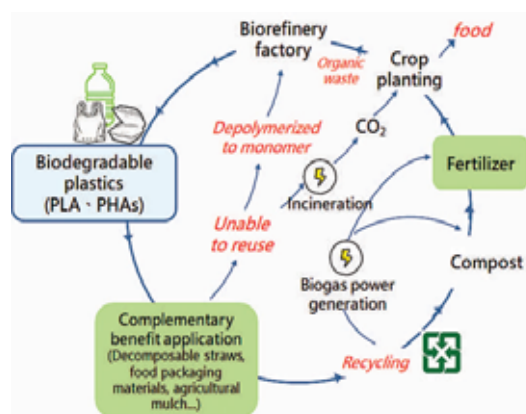 Biorefinery
factory
food
Organic
waste
Crop
planting
Depolymerized
to monomer
CO₂
Biodegradable
plastics
(PLA、PHAs)
Fertilizer
Incineration
Unable
to reuse
Biogas power
generation
Compost
Complementary
benefit application
(Decomposable straws,
food packaging
materials, agricultural
mulch...)
Recycling